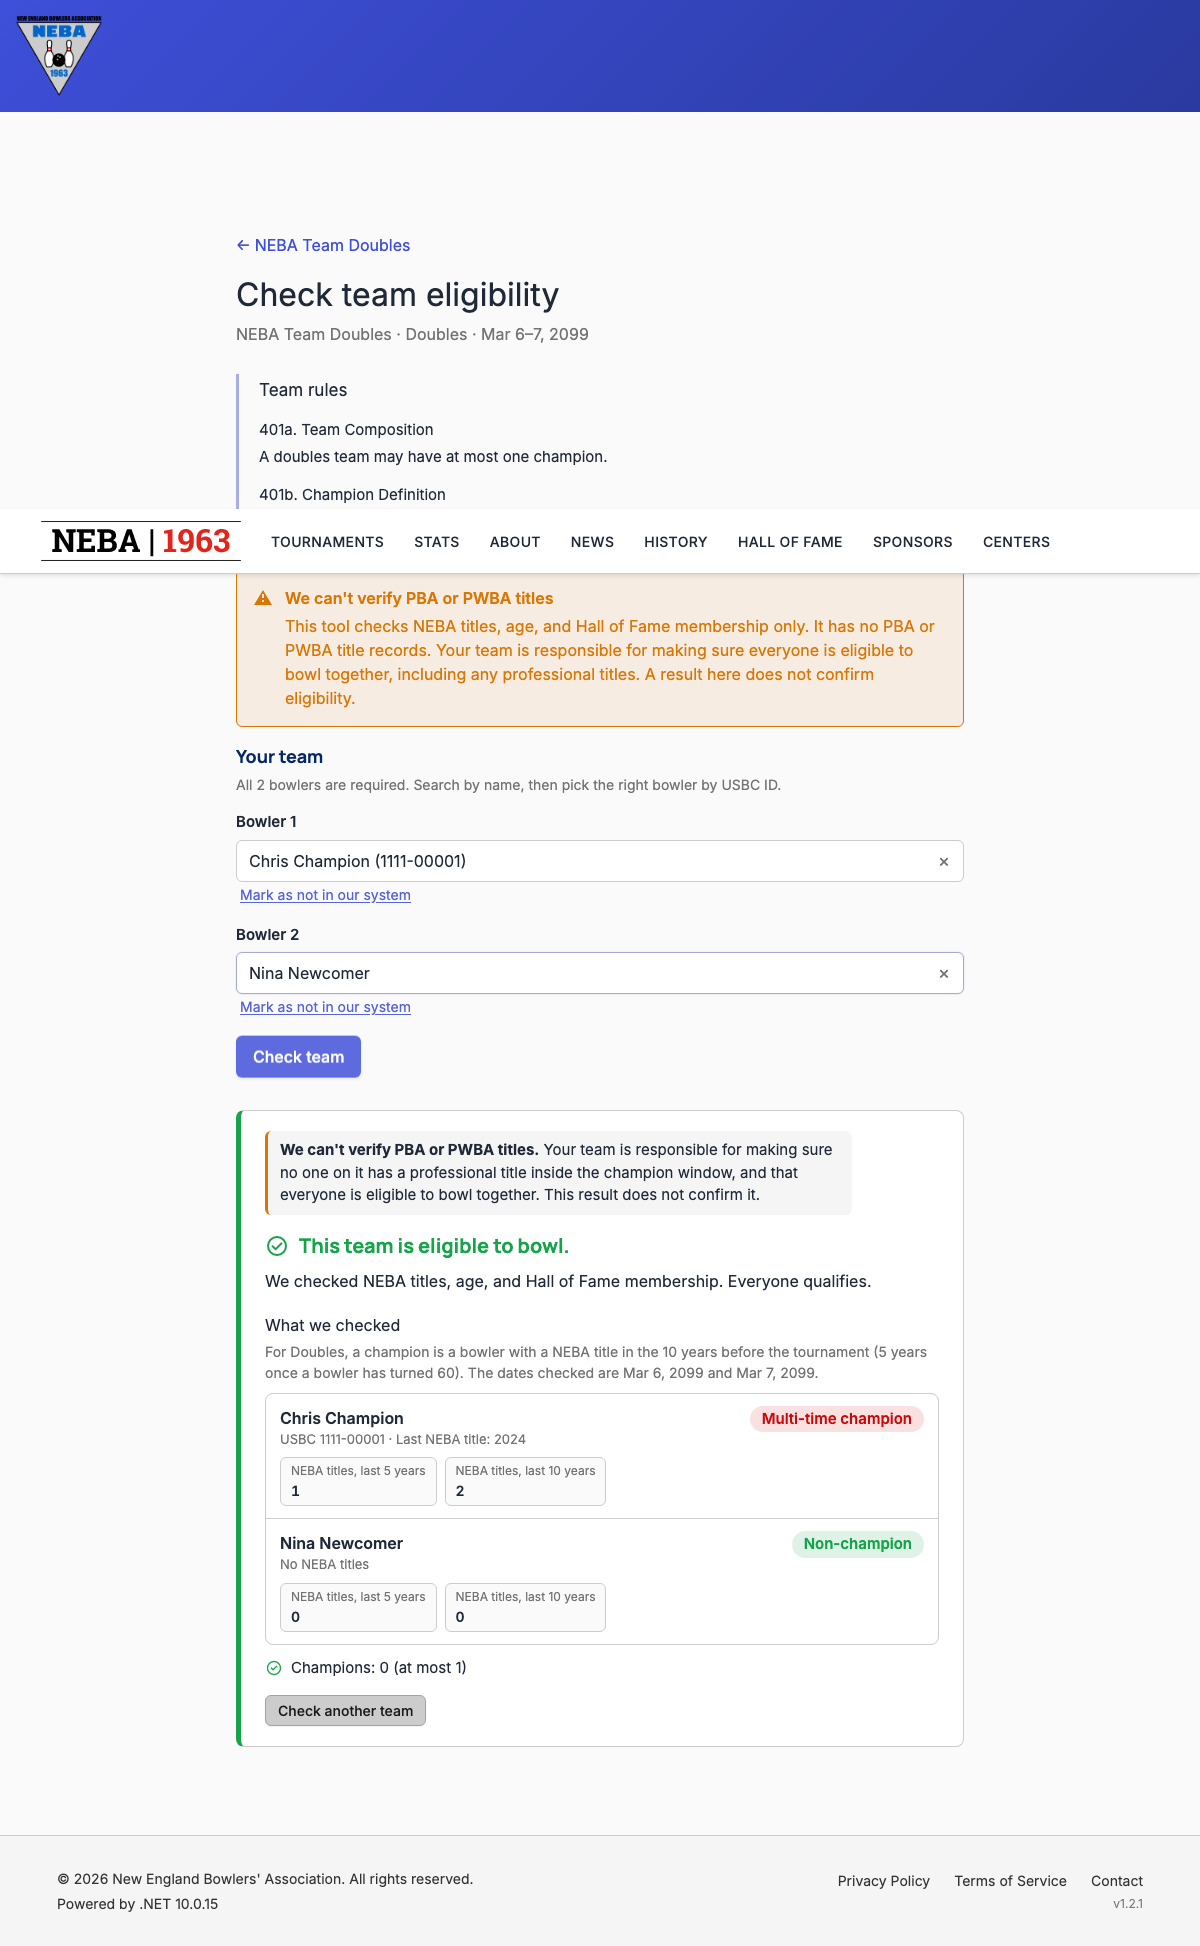 NEW ENGLAND BOWLERS ASSOCIATION
NEBA
1963
← NEBA Team Doubles
Check team eligibility
NEBA Team Doubles · Doubles · Mar 6–7, 2099
Team rules
401a. Team Composition
A doubles team may have at most one champion.
401b. Champion Definition
NEBA | 1963
TOURNAMENTS STATS ABOUT NEWS HISTORY HALL OF FAME SPONSORS CENTERS
We can't verify PBA or PWBA titles
This tool checks NEBA titles, age, and Hall of Fame membership only. It has no PBA or
PWBA title records. Your team is responsible for making sure everyone is eligible to
bowl together, including any professional titles. A result here does not confirm
eligibility.
Your team
All 2 bowlers are required. Search by name, then pick the right bowler by USBC ID.
Bowler 1
Chris Champion (1111-00001) ×
Mark as not in our system
Bowler 2
Nina Newcomer ×
Mark as not in our system
Check team
We can't verify PBA or PWBA titles. Your team is responsible for making sure
no one on it has a professional title inside the champion window, and that
everyone is eligible to bowl together. This result does not confirm it.
This team is eligible to bowl.
We checked NEBA titles, age, and Hall of Fame membership. Everyone qualifies.
What we checked
For Doubles, a champion is a bowler with a NEBA title in the 10 years before the tournament (5 years
once a bowler has turned 60). The dates checked are Mar 6, 2099 and Mar 7, 2099.
Chris Champion Multi-time champion
USBC 1111-00001 · Last NEBA title: 2024
NEBA titles, last 5 years NEBA titles, last 10 years
1 2
Nina Newcomer Non-champion
No NEBA titles
NEBA titles, last 5 years NEBA titles, last 10 years
0 0
Champions: 0 (at most 1)
Check another team
© 2026 New England Bowlers' Association. All rights reserved.
Powered by .NET 10.0.15
Privacy Policy Terms of Service Contact
v1.2.1